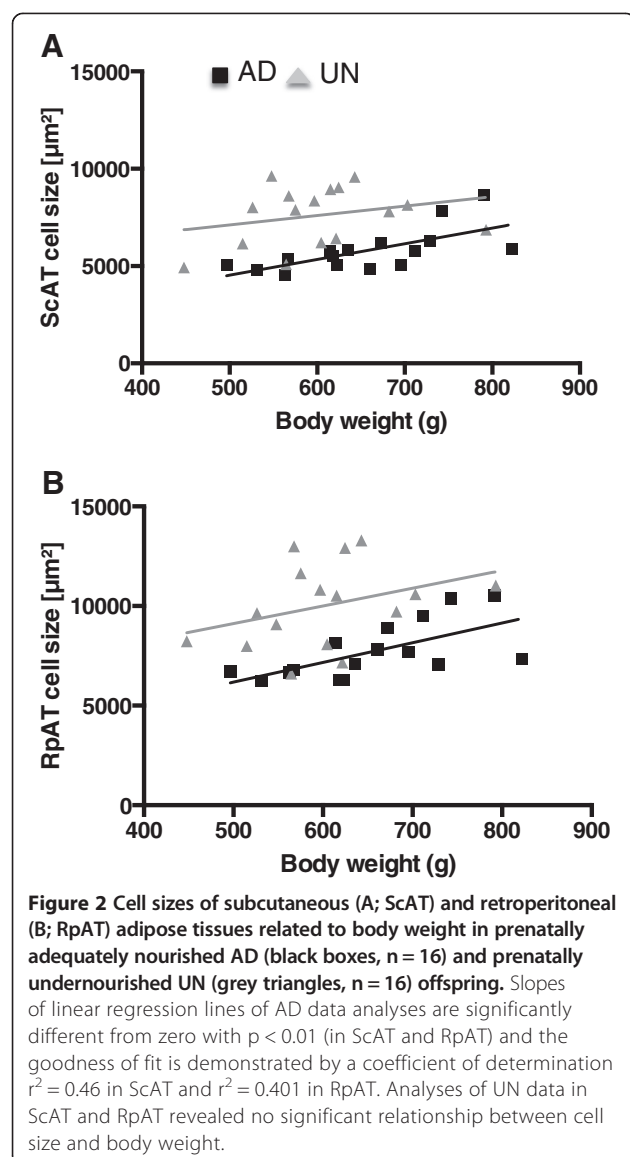 A
AD UN
15000
10000
5000
0
ScAT cell size [µm²]
400 500 600 700 800 900
Body weight (g)
B
15000
10000
5000
0
RpAT cell size [µm²]
400 500 600 700 800 900
Body weight (g)
Figure 2 Cell sizes of subcutaneous (A; ScAT) and retroperitoneal
(B; RpAT) adipose tissues related to body weight in prenatally
adequately nourished AD (black boxes, n = 16) and prenatally
undernourished UN (grey triangles, n = 16) offspring. Slopes
of linear regression lines of AD data analyses are significantly
different from zero with p < 0.01 (in ScAT and RpAT) and the
goodness of fit is demonstrated by a coefficient of determination
r² = 0.46 in ScAT and r² = 0.401 in RpAT. Analyses of UN data in
ScAT and RpAT revealed no significant relationship between cell
size and body weight.